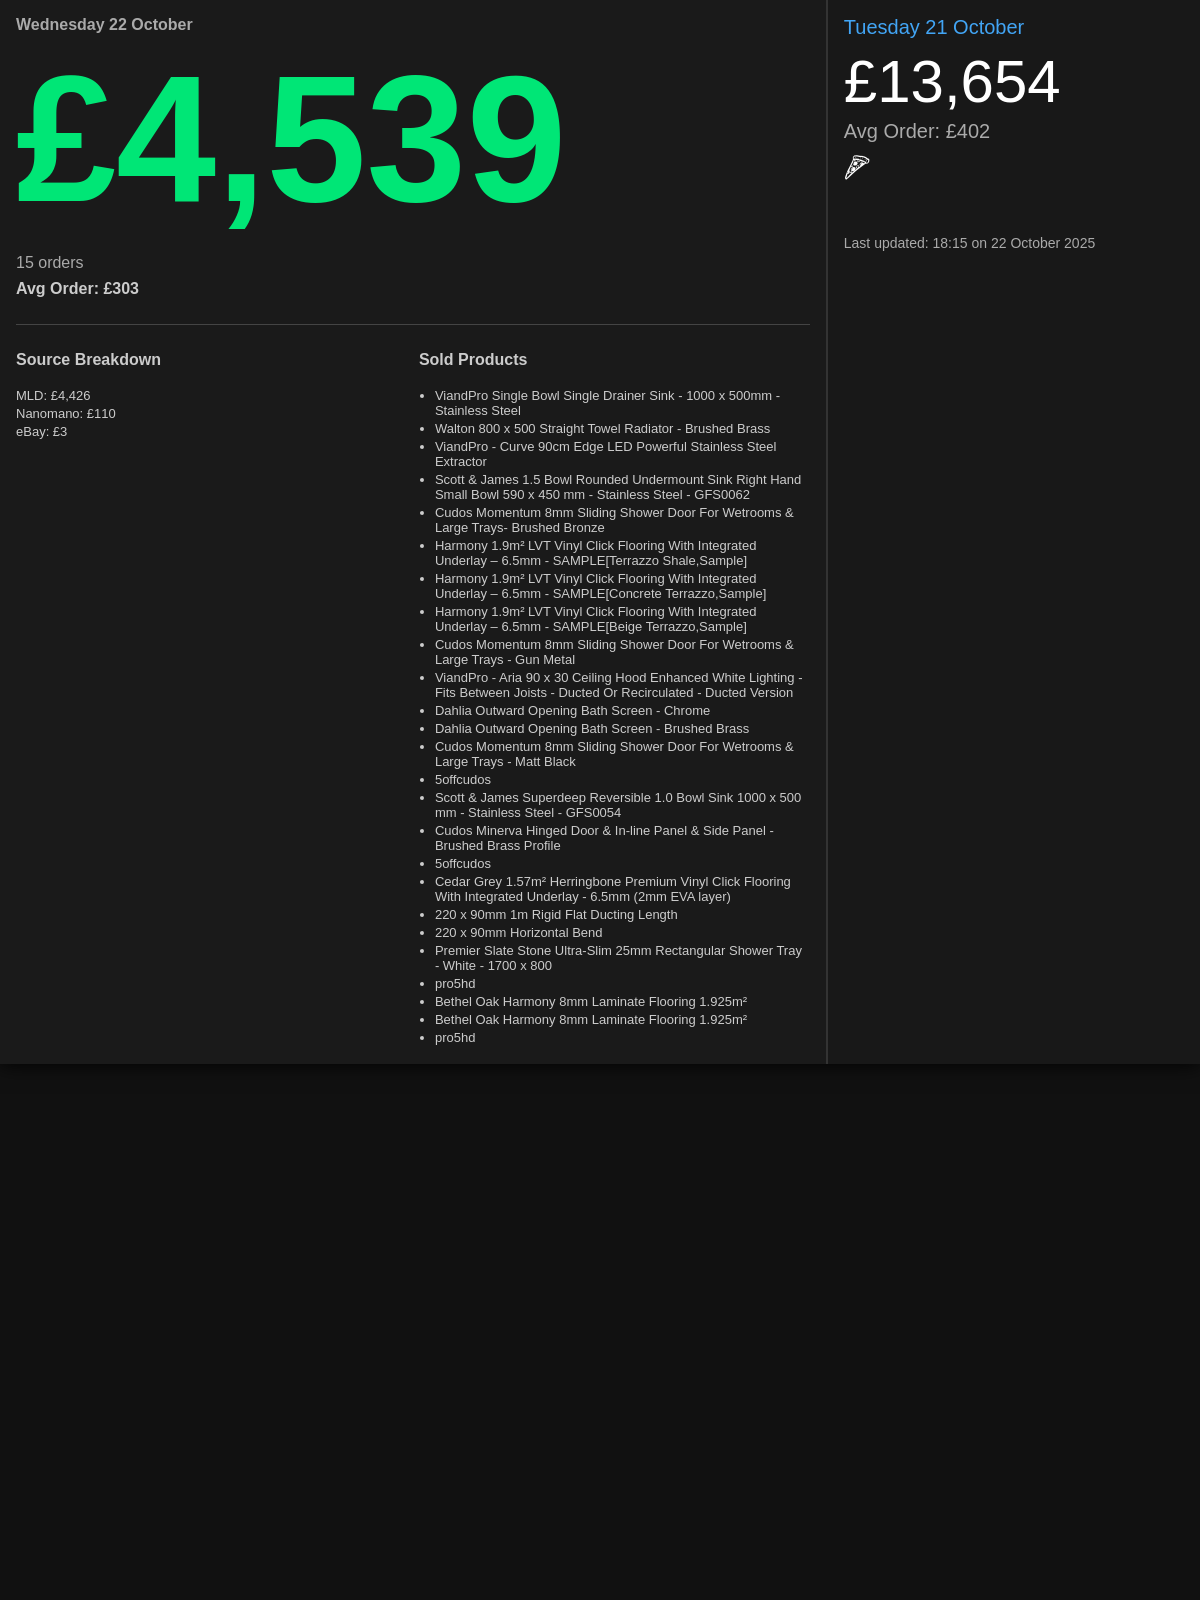 Wednesday 22 October
£4,539
15 orders
Avg Order: £303
Source Breakdown
MLD: £4,426
Nanomano: £110
eBay: £3
Sold Products
• ViandPro Single Bowl Single Drainer Sink - 1000 x 500mm -
Stainless Steel
• Walton 800 x 500 Straight Towel Radiator - Brushed Brass
• ViandPro - Curve 90cm Edge LED Powerful Stainless Steel
Extractor
• Scott & James 1.5 Bowl Rounded Undermount Sink Right Hand
Small Bowl 590 x 450 mm - Stainless Steel - GFS0062
• Cudos Momentum 8mm Sliding Shower Door For Wetrooms &
Large Trays- Brushed Bronze
• Harmony 1.9m² LVT Vinyl Click Flooring With Integrated
Underlay – 6.5mm - SAMPLE[Terrazzo Shale,Sample]
• Harmony 1.9m² LVT Vinyl Click Flooring With Integrated
Underlay – 6.5mm - SAMPLE[Concrete Terrazzo,Sample]
• Harmony 1.9m² LVT Vinyl Click Flooring With Integrated
Underlay – 6.5mm - SAMPLE[Beige Terrazzo,Sample]
• Cudos Momentum 8mm Sliding Shower Door For Wetrooms &
Large Trays - Gun Metal
• ViandPro - Aria 90 x 30 Ceiling Hood Enhanced White Lighting -
Fits Between Joists - Ducted Or Recirculated - Ducted Version
• Dahlia Outward Opening Bath Screen - Chrome
• Dahlia Outward Opening Bath Screen - Brushed Brass
• Cudos Momentum 8mm Sliding Shower Door For Wetrooms &
Large Trays - Matt Black
• 5offcudos
• Scott & James Superdeep Reversible 1.0 Bowl Sink 1000 x 500
mm - Stainless Steel - GFS0054
• Cudos Minerva Hinged Door & In-line Panel & Side Panel -
Brushed Brass Profile
• 5offcudos
• Cedar Grey 1.57m² Herringbone Premium Vinyl Click Flooring
With Integrated Underlay - 6.5mm (2mm EVA layer)
• 220 x 90mm 1m Rigid Flat Ducting Length
• 220 x 90mm Horizontal Bend
• Premier Slate Stone Ultra-Slim 25mm Rectangular Shower Tray
- White - 1700 x 800
• pro5hd
• Bethel Oak Harmony 8mm Laminate Flooring 1.925m²
• Bethel Oak Harmony 8mm Laminate Flooring 1.925m²
• pro5hd
Tuesday 21 October
£13,654
Avg Order: £402
Last updated: 18:15 on 22 October 2025